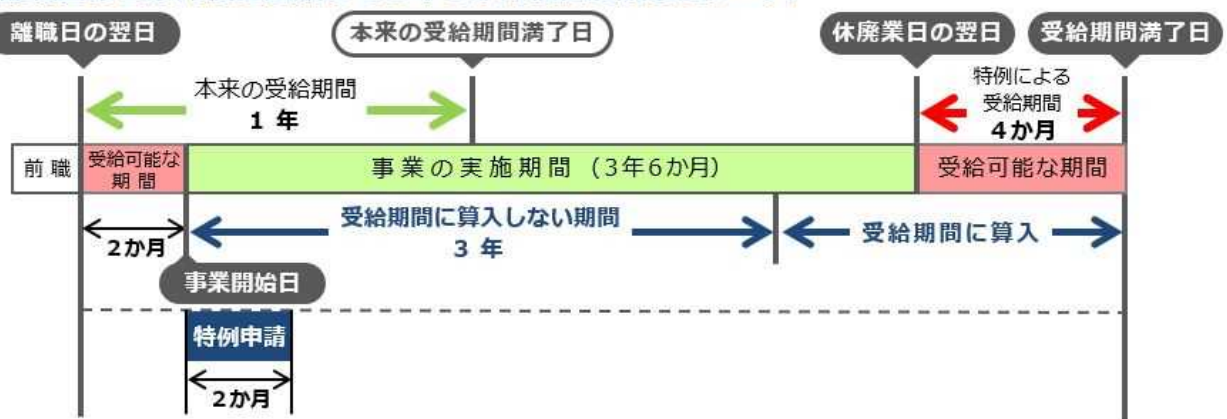 離職日の翌日
本来の受給期間満了日
休廃業日の翌日
受給期間満了日
本来の受給期間
1 年
特例による
受給期間
4か月
前職
受給可能な
期間
事業の実施期間（3年6か月）
受給可能な期間
2か月
受給期間に算入しない期間
3 年
受給期間に算入
事業開始日
特例申請
2か月